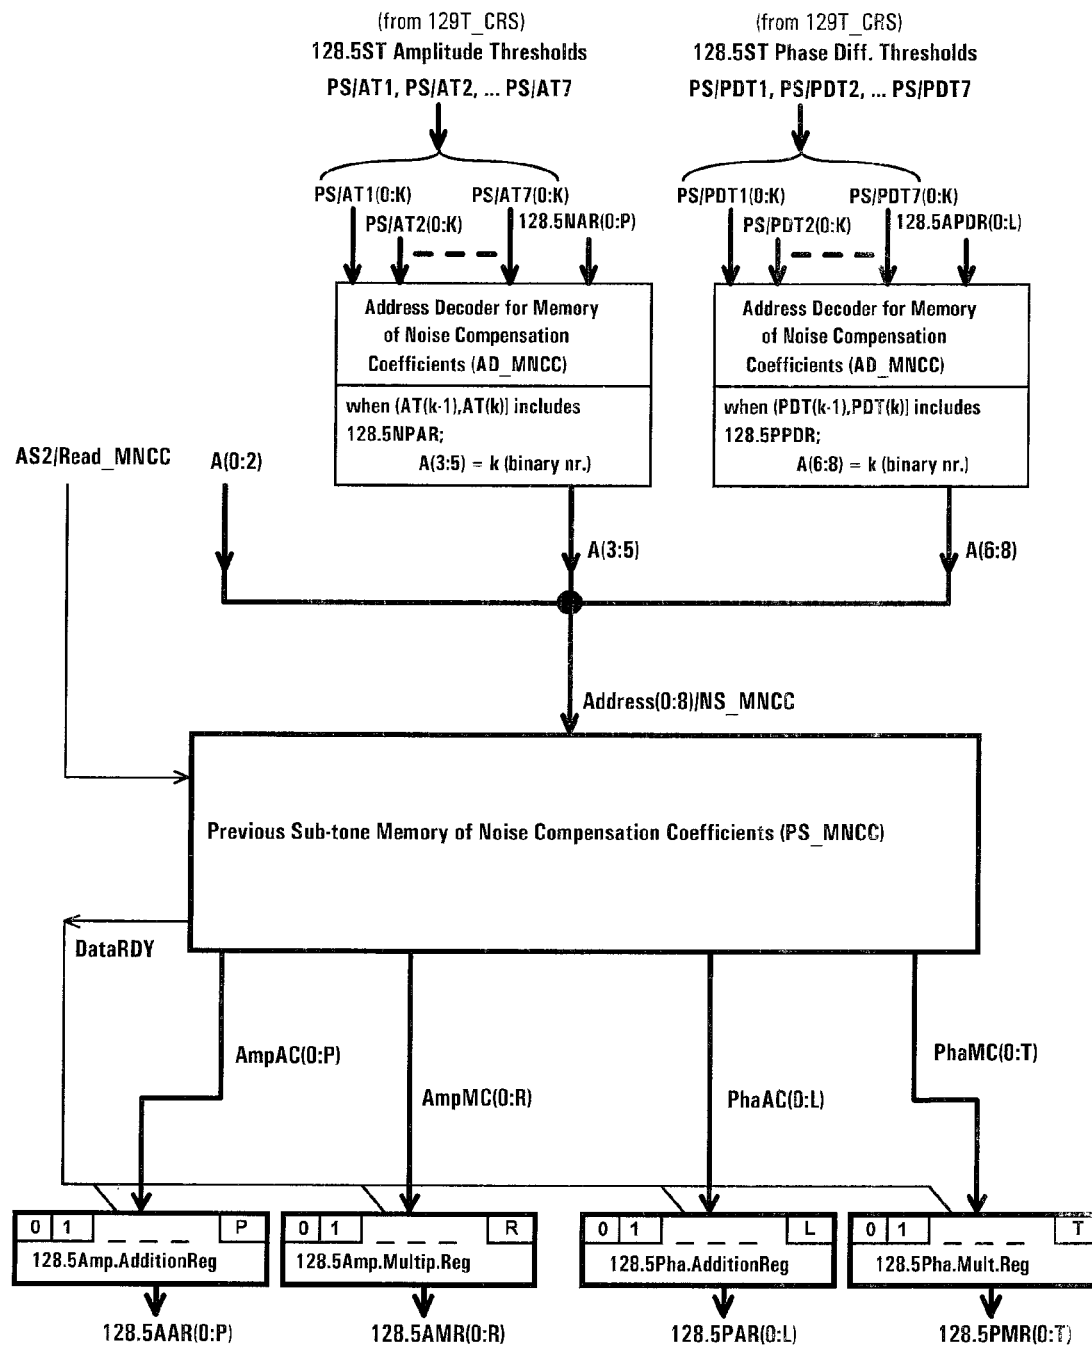 (from 129T_CRS)
128.5ST Amplitude Thresholds
PS/AT1, PS/AT2, ... PS/AT7
(from 129T_CRS)
128.5ST Phase Diff. Thresholds
PS/PDT1, PS/PDT2, ... PS/PDT7
PS/AT1(0:K)
PS/AT7(0:K)
PS/AT2(0:K)
128.5NAR(0:P)
PS/PDT1(0:K)
PS/PDT7(0:K)
PS/PDT2(0:K)
128.5APDR(0:L)
Address Decoder for Memory
of Noise Compensation
Coefficients (AD_MNCC)
when (AT(k-1),AT(k)] includes
128.5NPAR;
A(3:5) = k (binary nr.)
Address Decoder for Memory
of Noise Compensation
Coefficients (AD_MNCC)
when (PDT(k-1),PDT(k)] includes
128.5PPDR;
A(6:8) = k (binary nr.)
AS2/Read_MNCC
A(0:2)
A(3:5)
A(6:8)
Address(0:8)/NS_MNCC
Previous Sub-tone Memory of Noise Compensation Coefficients (PS_MNCC)
DataRDY
AmpAC(0:P)
AmpMC(0:R)
PhaAC(0:L)
PhaMC(0:T)
0 1 P
128.5Amp.AdditionReg
0 1 R
128.5Amp.Multip.Reg
0 1 L
128.5Pha.AdditionReg
0 1 T
128.5Pha.Mult.Reg
128.5AAR(0:P)
128.5AMR(0:R)
128.5PAR(0:L)
128.5PMR(0:T)